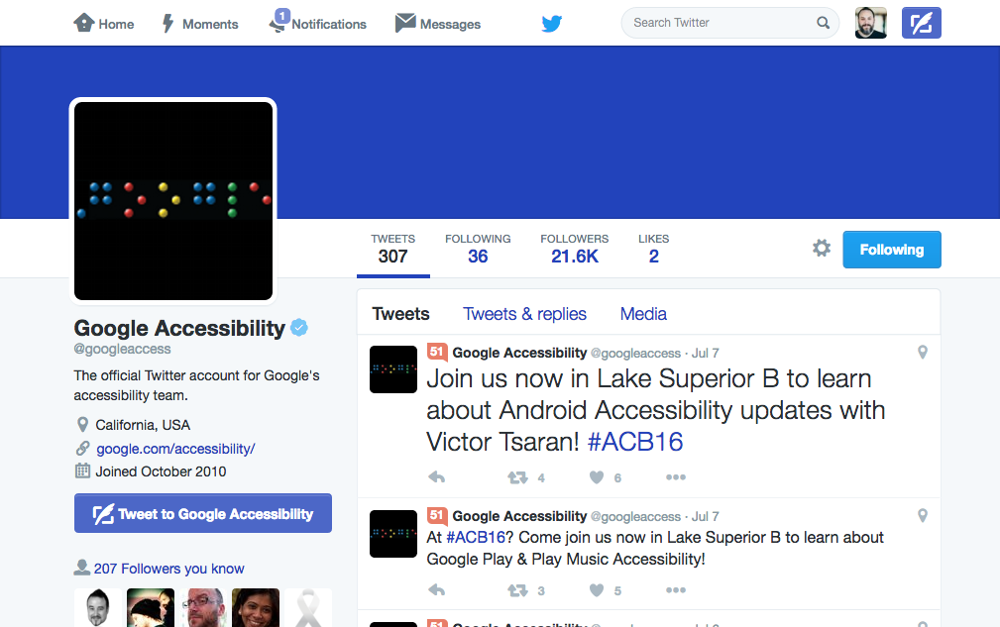 Home
Moments
1
Notifications
Messages
Search Twitter
TWEETS
307
FOLLOWING
36
FOLLOWERS
21.6K
LIKES
2
Following
Google Accessibility
@googleaccess
The official Twitter account for Google's
accessibility team.
California, USA
google.com/accessibility/
Joined October 2010
Tweet to Google Accessibility
207 Followers you know
Tweets
Tweets & replies
Media
51 Google Accessibility @googleaccess · Jul 7
Join us now in Lake Superior B to learn
about Android Accessibility updates with
Victor Tsaran! #ACB16
4
6
51 Google Accessibility @googleaccess · Jul 7
At #ACB16? Come join us now in Lake Superior B to learn about
Google Play & Play Music Accessibility!
3
5
51 Google Accessibility @googleaccess